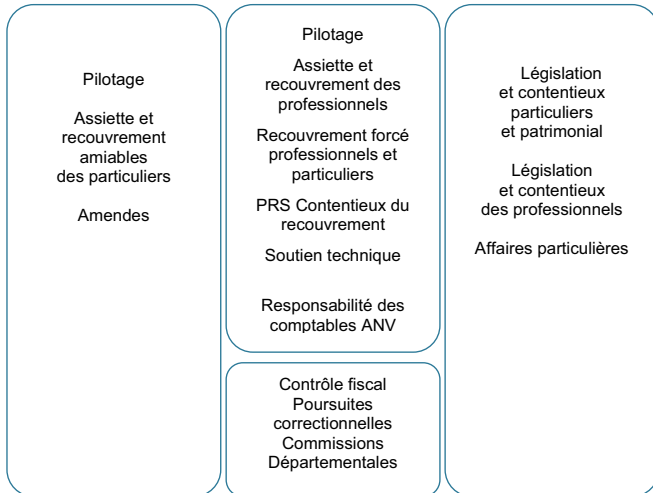 Pilotage
Assiette et
recouvrement
amiables
des particuliers
Amendes
Pilotage
Assiette et
recouvrement des
professionnels
Recouvrement forcé
professionnels et
particuliers
PRS Contentieux du
recouvrement
Soutien technique
Responsabilité des
comptables ANV
Contrôle fiscal
Poursuites
correctionnelles
Commissions
Départementales
Législation
et contentieux
particuliers
et patrimonial
Législation
et contentieux
des professionnels
Affaires particulières